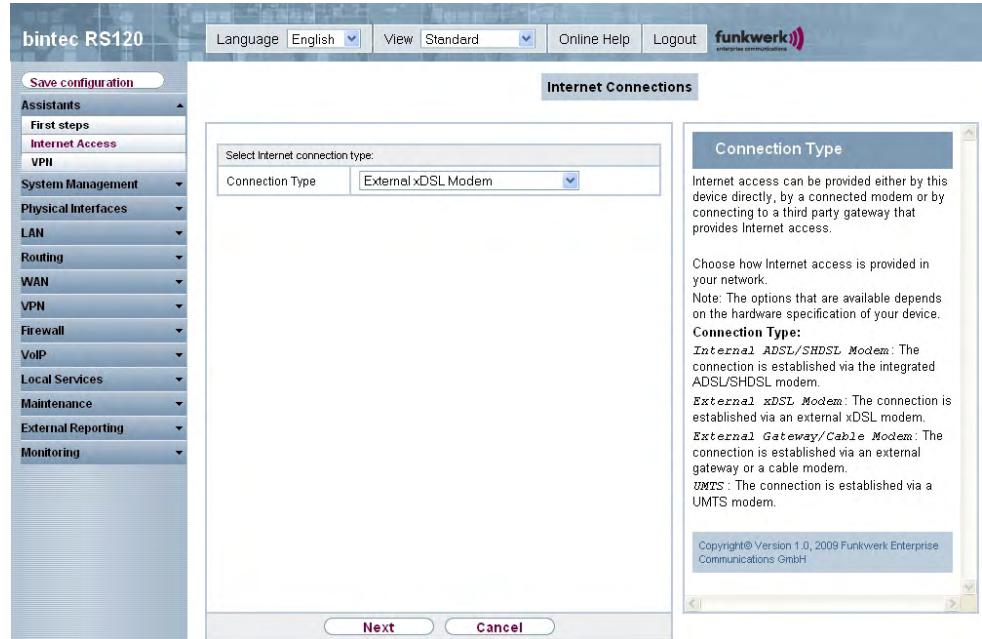 bintec RS120
Language English View Standard Online Help Logout funkwerk
enterprise communications
Save configuration
Assistants
First steps
Internet Access
VPN
System Management
Physical Interfaces
LAN
Routing
WAN
VPN
Firewall
VoIP
Local Services
Maintenance
External Reporting
Monitoring
Internet Connections
Select Internet connection type:
Connection Type External xDSL Modem
Next Cancel
Connection Type
Internet access can be provided either by this
device directly, by a connected modem or by
connecting to a third party gateway that
provides Internet access.
Choose how Internet access is provided in
your network.
Note: The options that are available depends
on the hardware specification of your device.
Connection Type:
Internal ADSL/SHDSL Modem: The
connection is established via the integrated
ADSL/SHDSL modem.
External xDSL Modem: The connection is
established via an external xDSL modem.
External Gateway/Cable Modem: The
connection is established via an external
gateway or a cable modem.
UMTS : The connection is established via a
UMTS modem.
Copyright© Version 1.0, 2009 Funkwerk Enterprise
Communications GmbH